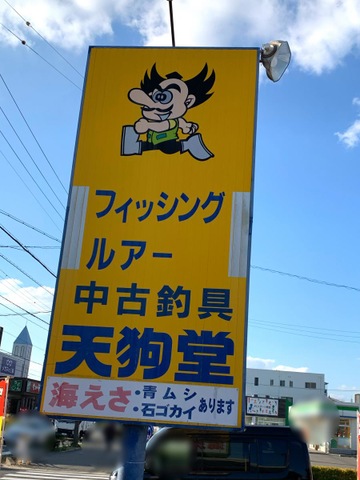 フィッシング
ルアー
中古釣具
天狗堂
海えさ・青ムシ・石ゴカイあります